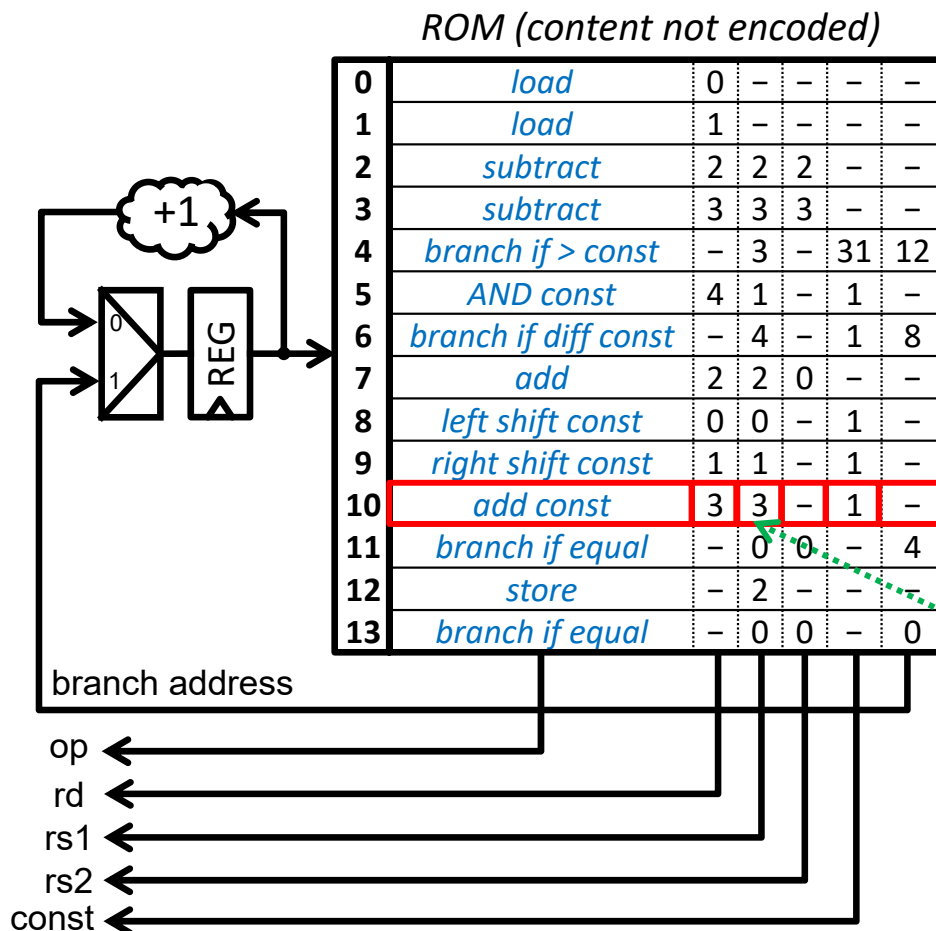 ROM (content not encoded)
0 load 0 – – – –
1 load 1 – – – –
2 subtract 2 2 2 – –
3 subtract 3 3 3 – –
4 branch if > const – 3 – 31 12
5 AND const 4 1 – 1 –
6 branch if diff const – 4 – 1 8
7 add 2 2 0 – –
8 left shift const 0 0 – 1 –
9 right shift const 1 1 – 1 –
10 add const 3 3 – 1 –
11 branch if equal – 0 0 – 4
12 store – 2 – – –
13 branch if equal – 0 0 – 0
+1
0
1
REG
branch address
op
rd
rs1
rs2
const